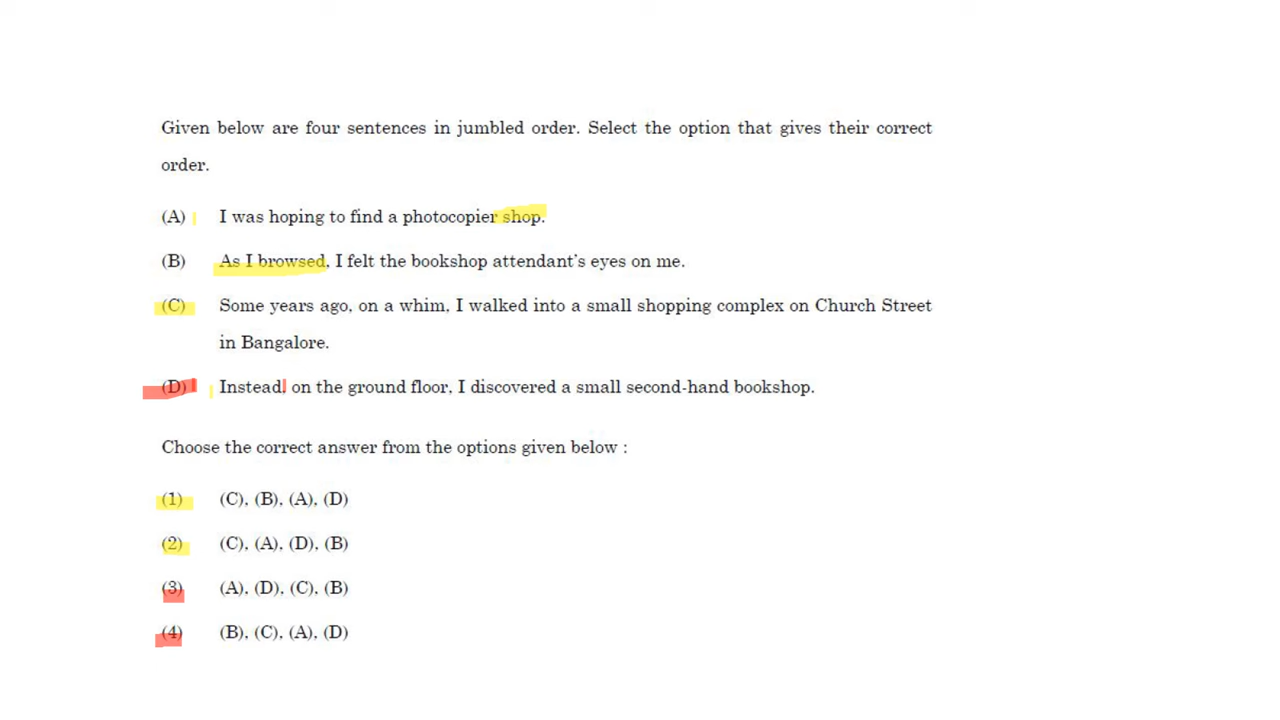 Given below are four sentences in jumbled order. Select the option that gives their correct
order.
(A) I was hoping to find a photocopier shop.
(B) As I browsed, I felt the bookshop attendant's eyes on me.
(C) Some years ago, on a whim, I walked into a small shopping complex on Church Street
in Bangalore.
(D) Instead, on the ground floor, I discovered a small second-hand bookshop.
Choose the correct answer from the options given below :
(1) (C), (B), (A), (D)
(2) (C), (A), (D), (B)
(3) (A), (D), (C), (B)
(4) (B), (C), (A), (D)